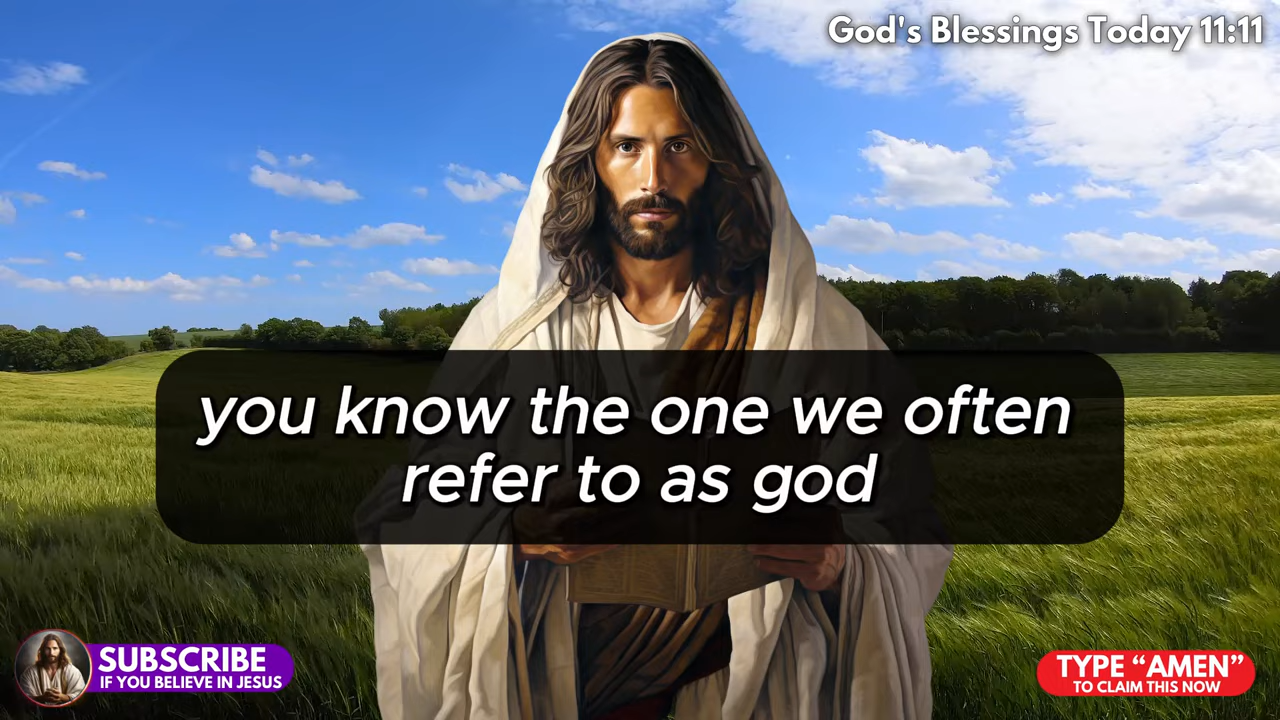 God's Blessings Today 11:11
you know the one we often
refer to as god
SUBSCRIBE
IF YOU BELIEVE IN JESUS
TYPE “AMEN”
TO CLAIM THIS NOW